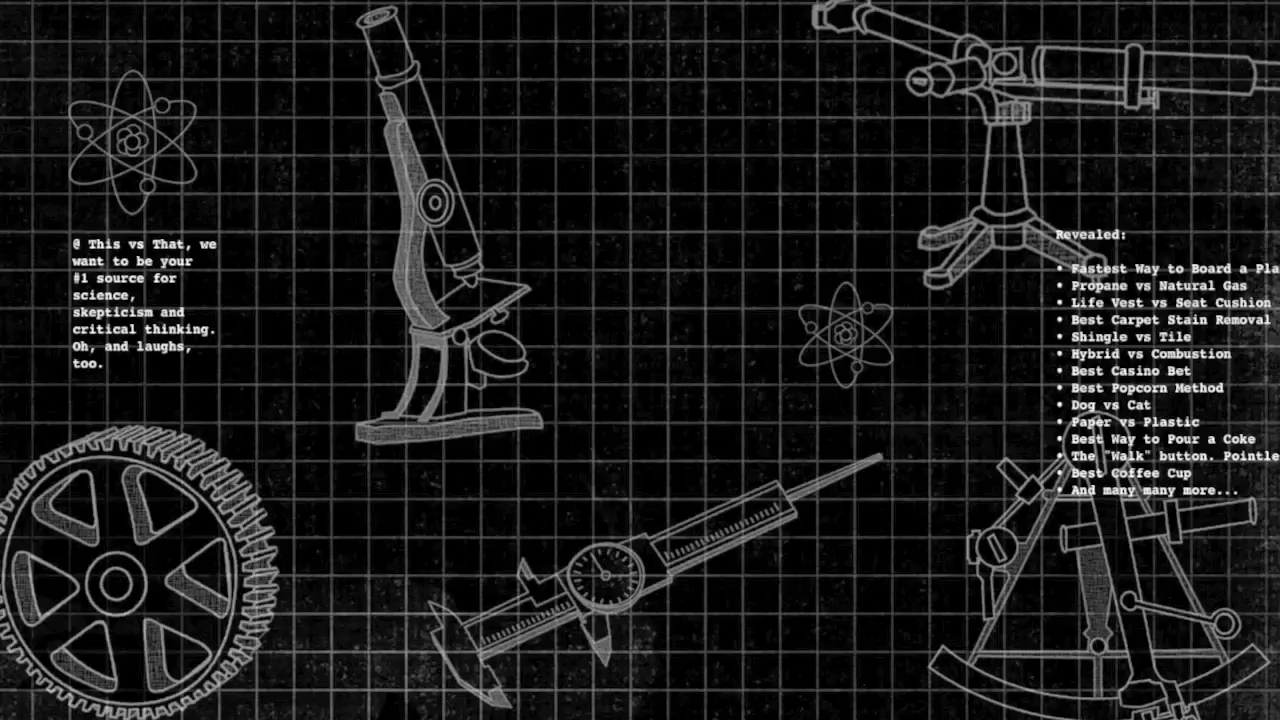 @ This vs That, we
want to be your
#1 source for
science,
skepticism and
critical thinking.
Oh, and laughs,
too.
Revealed:
• Fastest Way to Board a Pla
• Propane vs Natural Gas
• Life Vest vs Seat Cushion
• Best Carpet Stain Removal
• Shingle vs Tile
• Hybrid vs Combustion
• Best Casino Bet
• Best Popcorn Method
• Dog vs Cat
• Paper vs Plastic
• Best Way to Pour a Coke
• The "Walk" button. Pointle
• Best Coffee Cup
• And many many more...